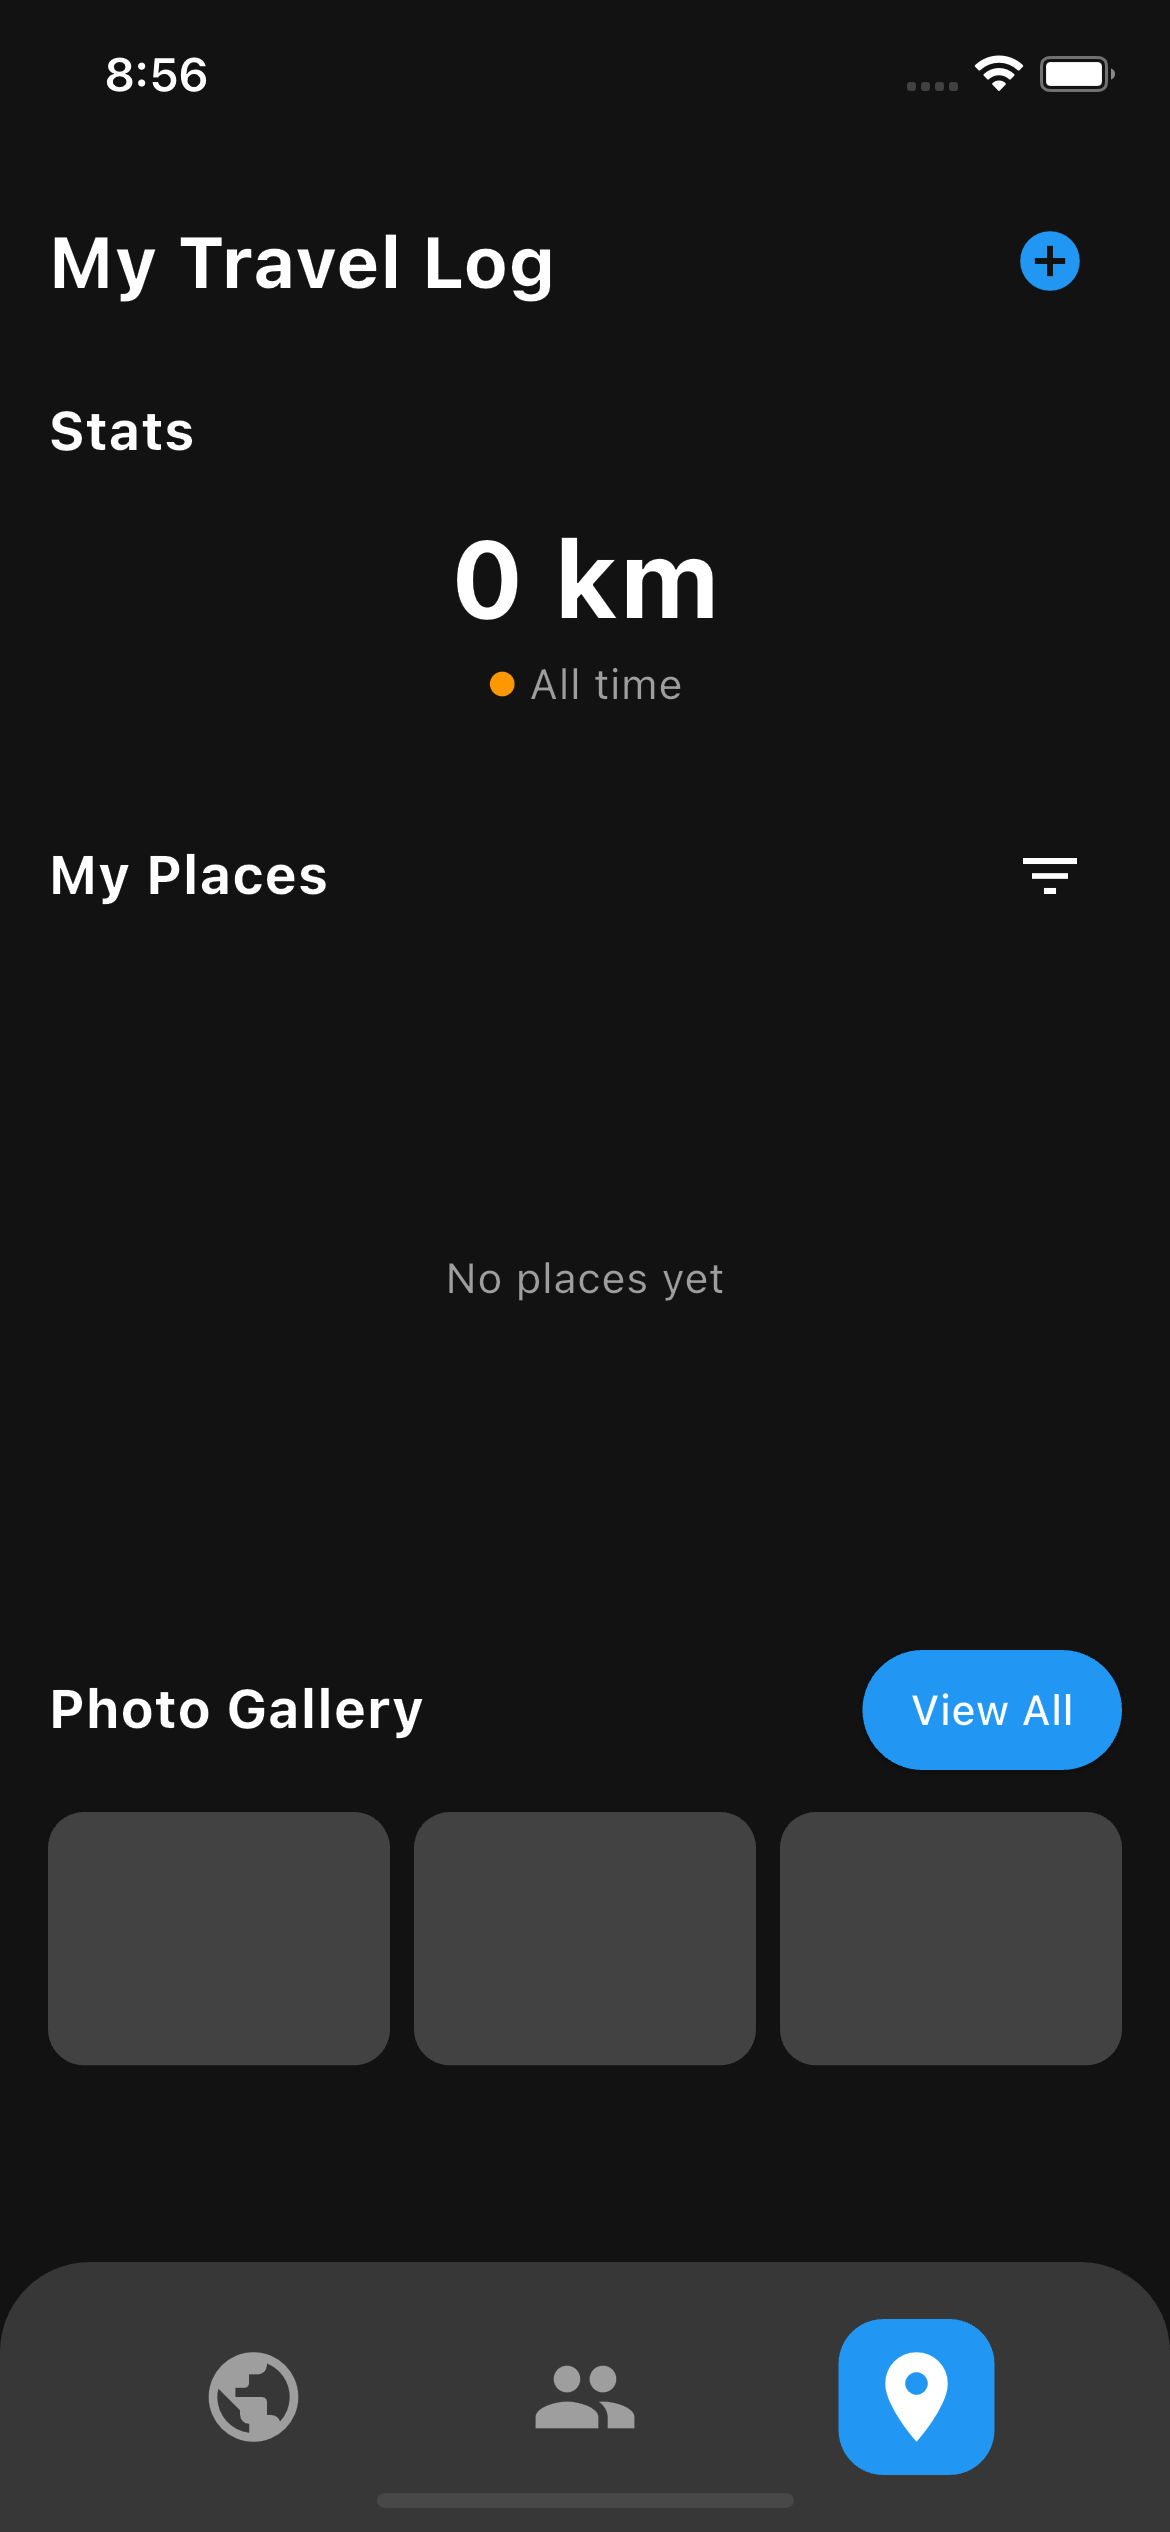 8:56
My Travel Log
Stats
0 km
All time
My Places
No places yet
Photo Gallery
View All